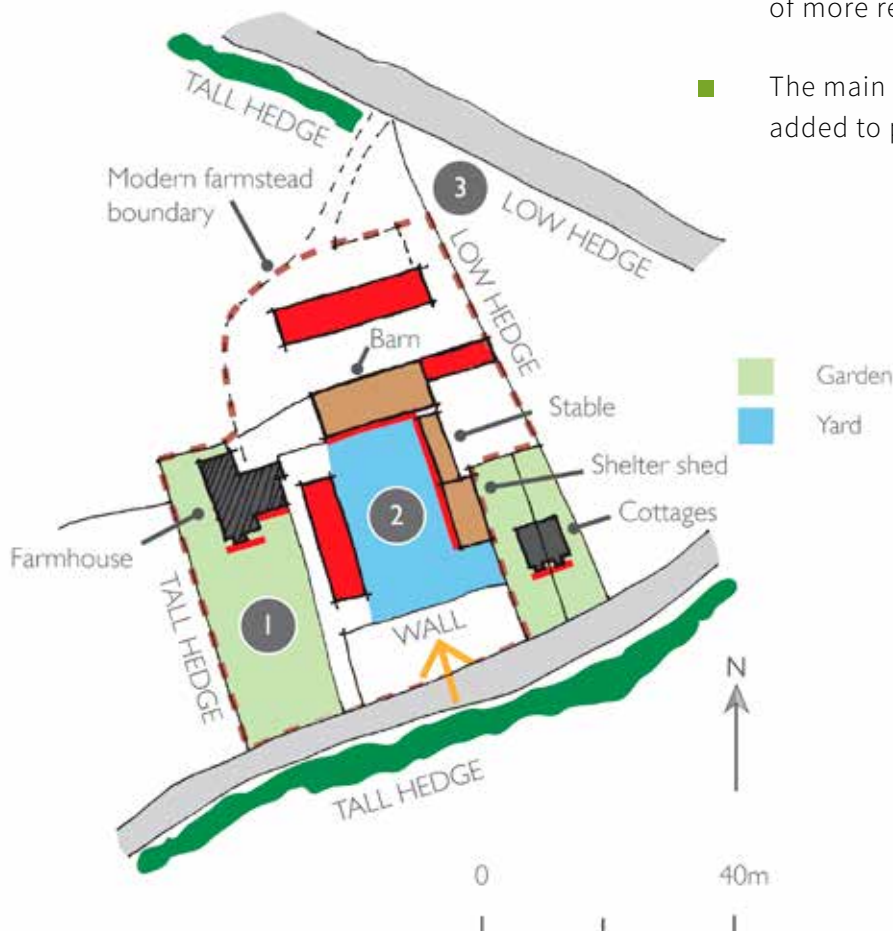 of more re
The main
added to p
TALL HEDGE
Modern farmstead
boundary
3
LOW HEDGE
LOW HEDGE
Barn
Stable
Shelter shed
Cottages
Garden
Yard
2
Farmhouse
1
TALL HEDGE
WALL
N
TALL HEDGE
0
40m